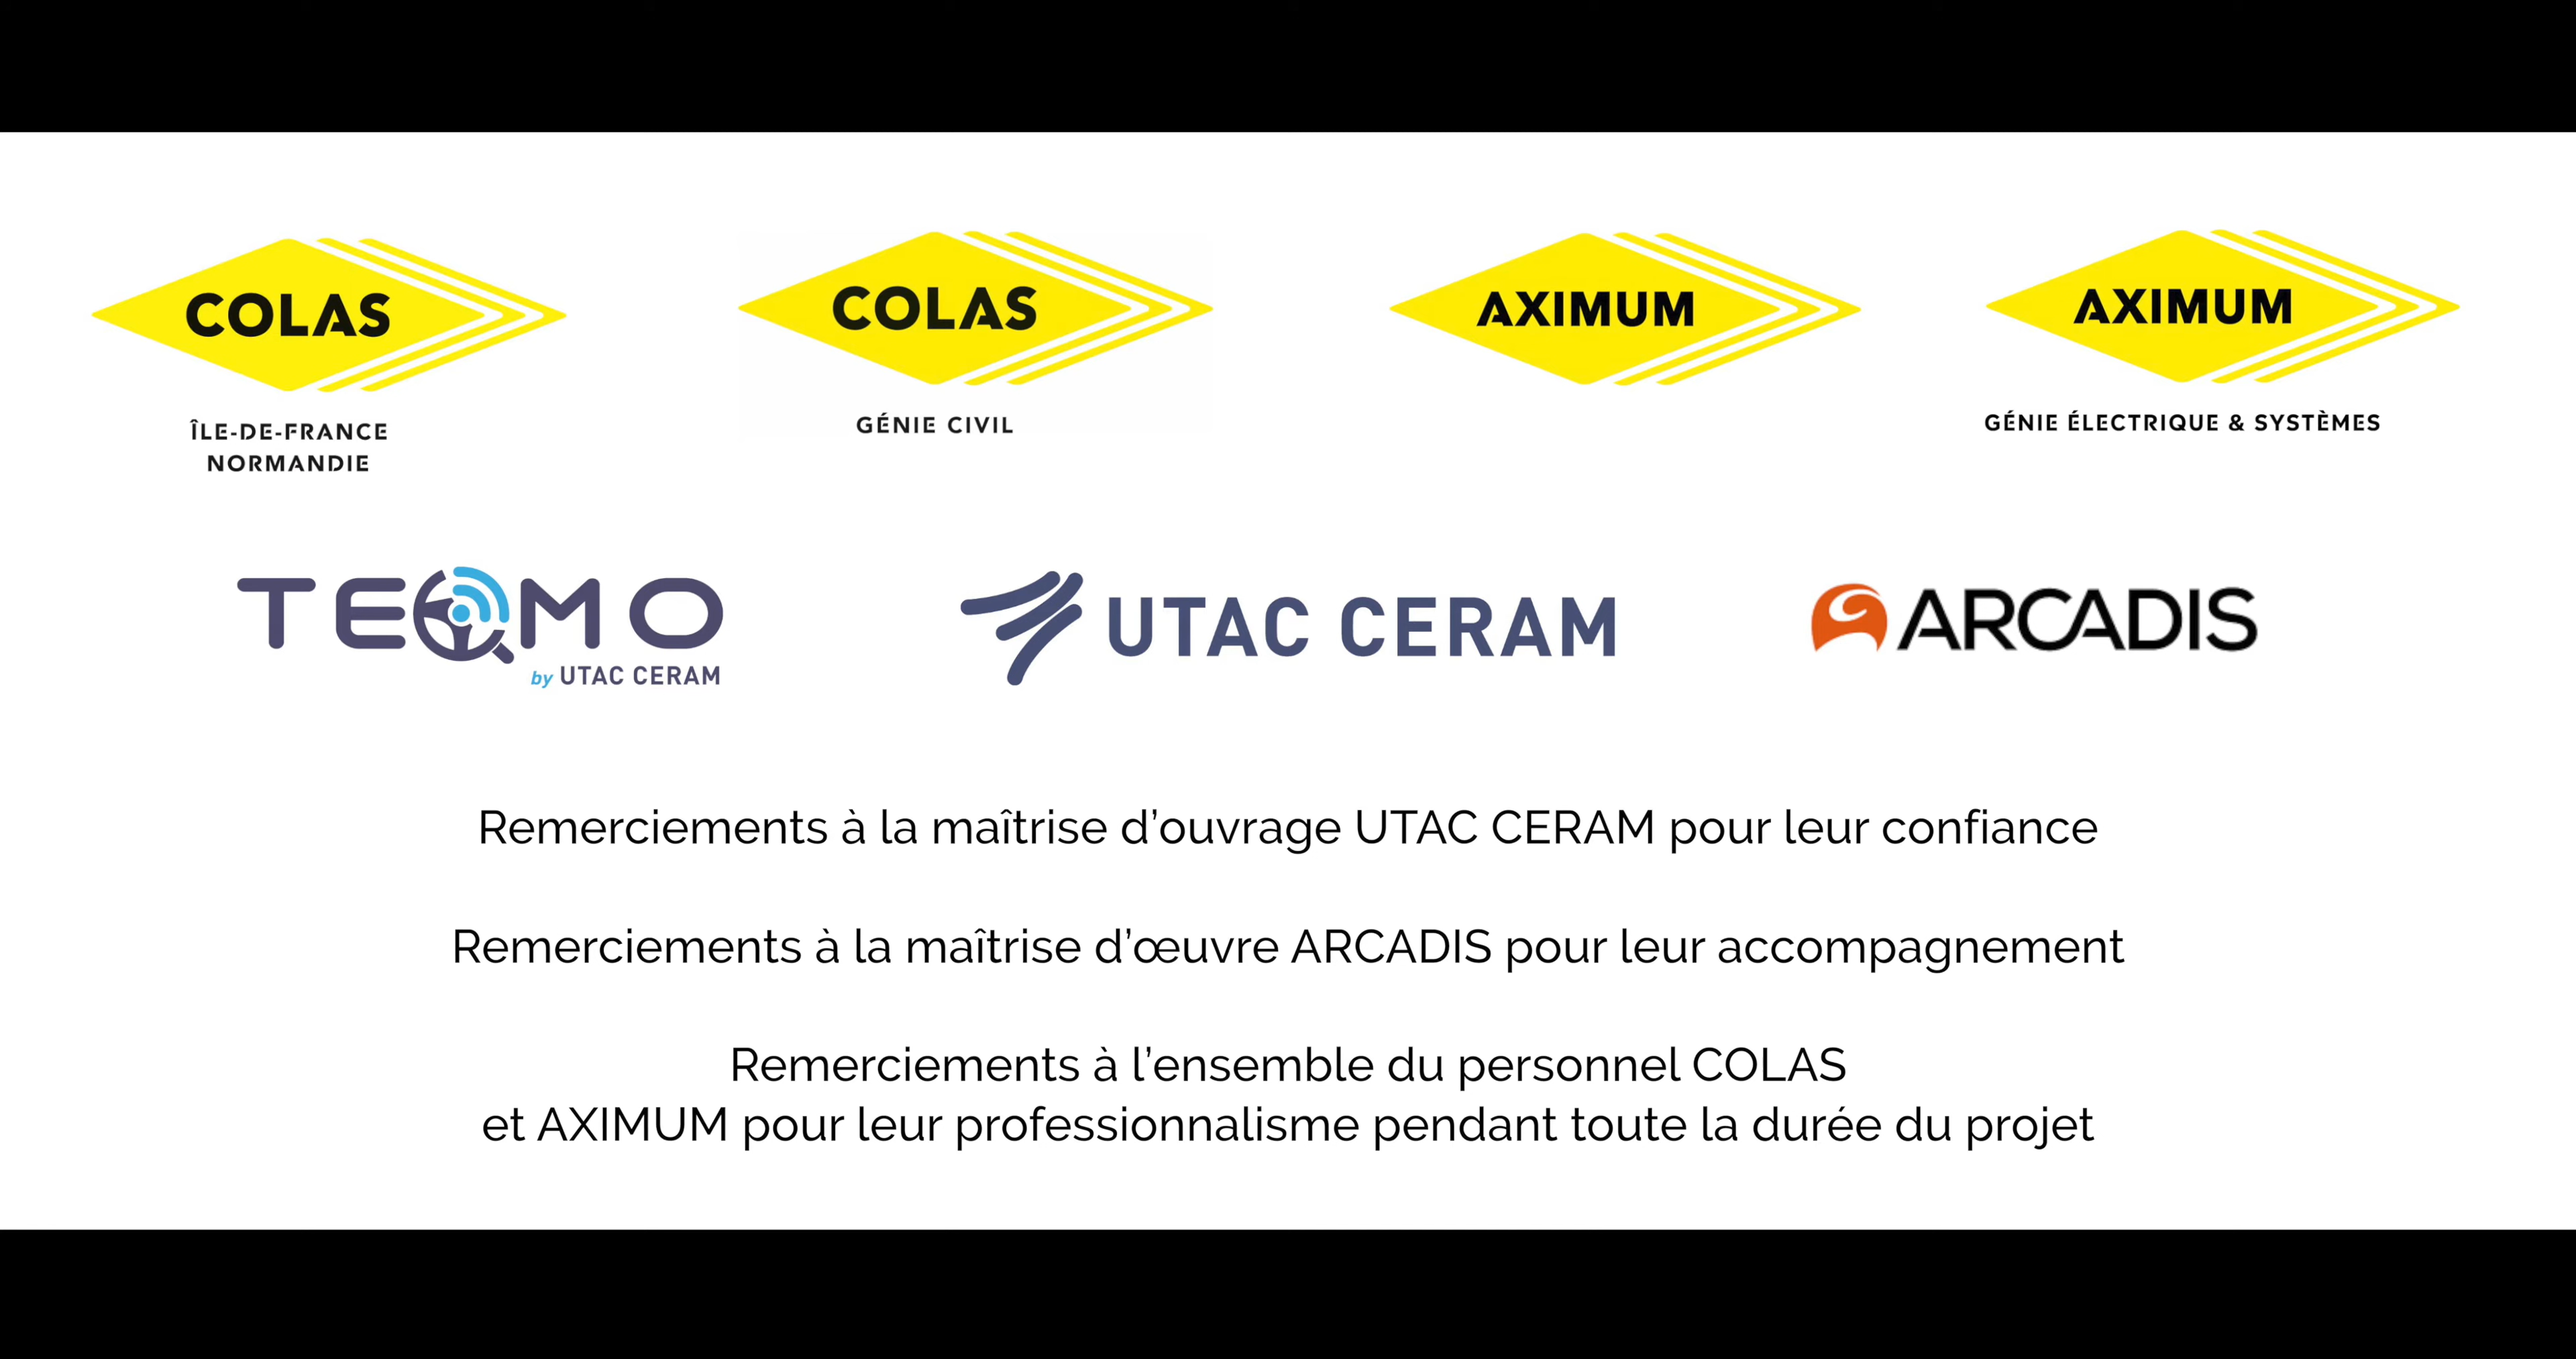 COLAS
ÎLE-DE-FRANCE
NORMANDIE
COLAS
GÉNIE CIVIL
AXIMUM
AXIMUM
GÉNIE ÉLECTRIQUE & SYSTÈMES
TEQMO
by UTAC CERAM
UTAC CERAM
ARCADIS
Remerciements à la maîtrise d’ouvrage UTAC CERAM pour leur confiance
Remerciements à la maîtrise d’œuvre ARCADIS pour leur accompagnement
Remerciements à l’ensemble du personnel COLAS
et AXIMUM pour leur professionnalisme pendant toute la durée du projet